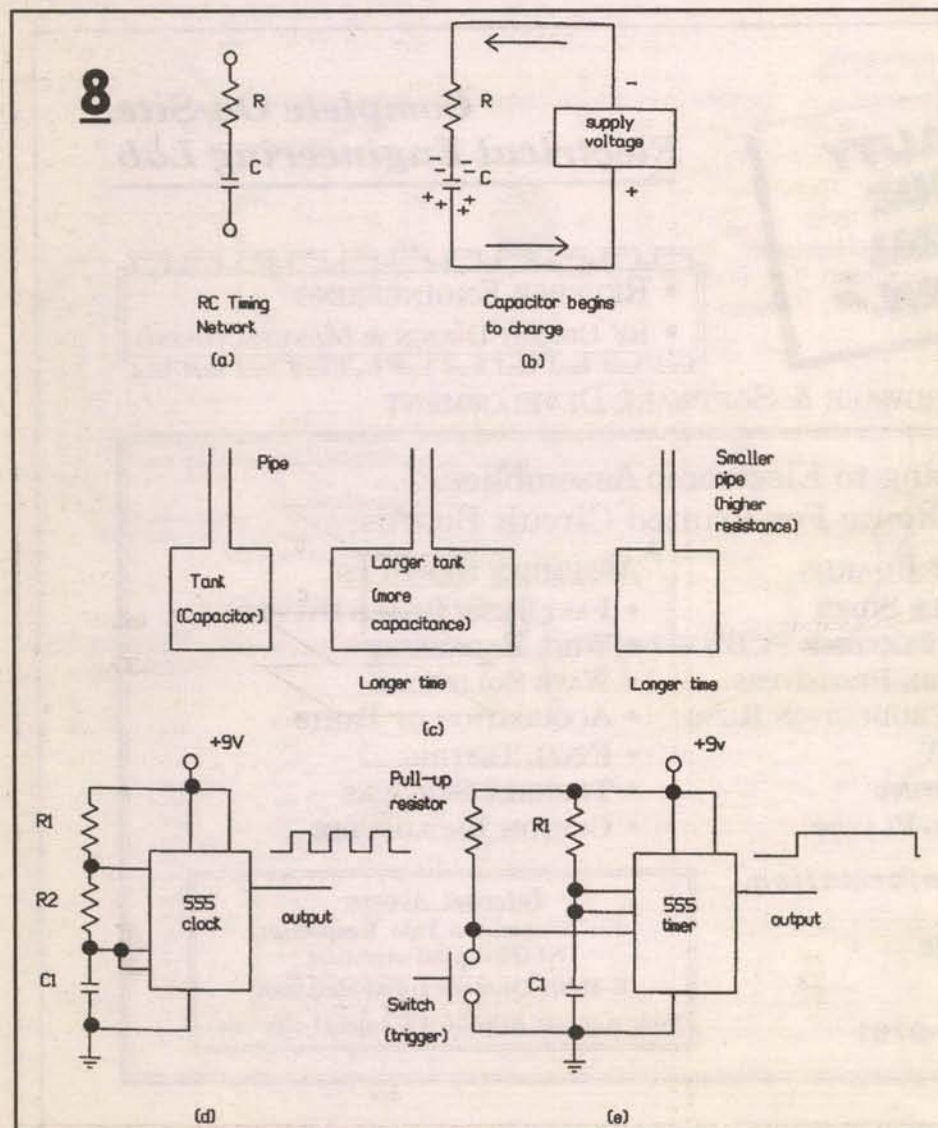 8
R
C
RC Timing
Network
(a)
R
C
supply
voltage
-
+
- -
+ + + +
Capacitor begins
to charge
(b)
Pipe
Tank
(Capacitor)
Larger tank
(more
capacitance)
Longer time
Smaller
pipe
(higher
resistance)
Longer time
(c)
+9V
R1
R2
C1
555
clock
output
(d)
Pull-up
resistor
+9v
R1
C1
555
timer
output
Switch
(trigger)
(e)